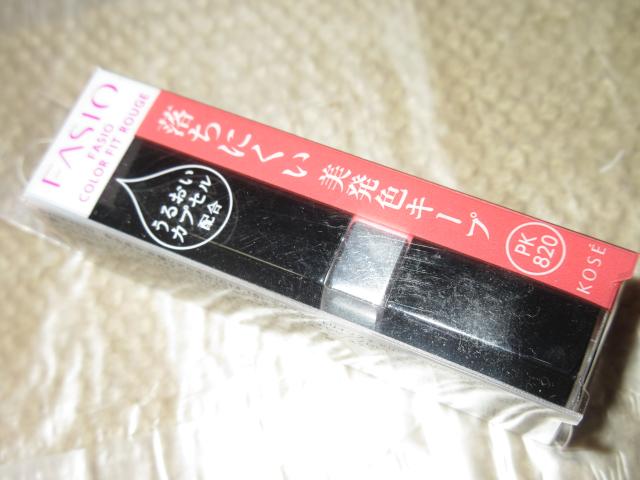 FASIO
FASIO
COLOR FIT ROUGE
落ちにくい 美発色キープ
うるおい
カプセル
配合
PK
820
KOSÉ